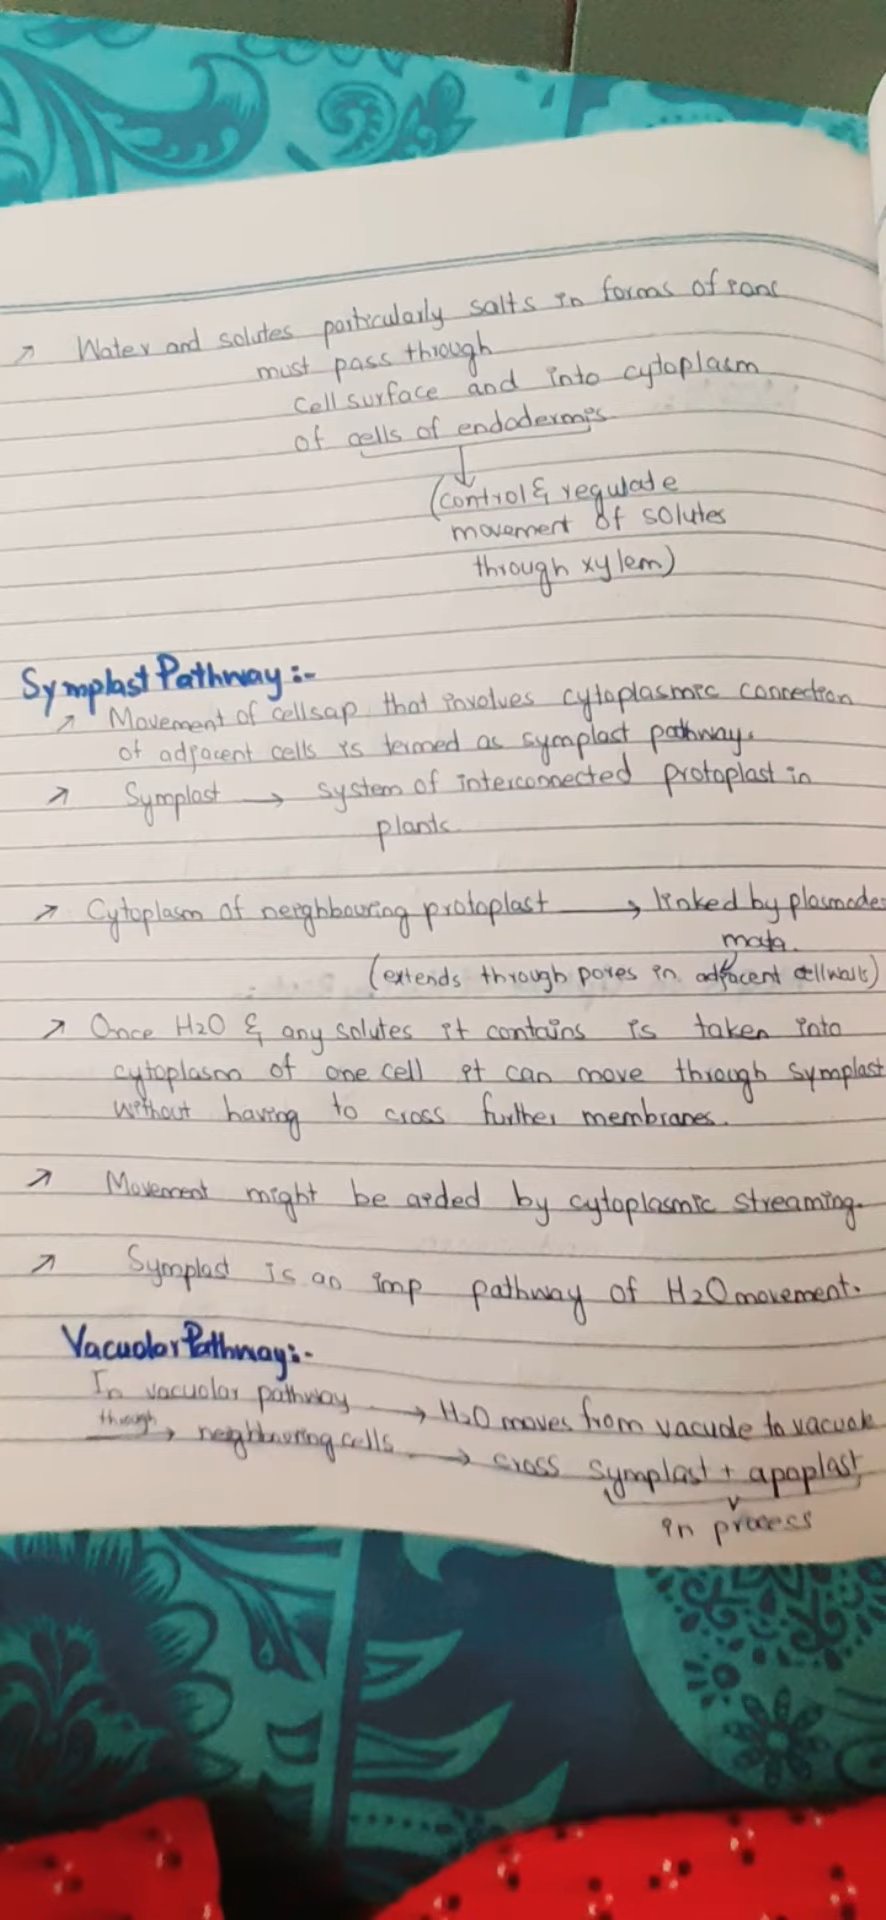 ↗ Water and solutes particularly salts in forms of ions
must pass through
cell surface and into cytoplasm
of cells of endodermis
(control & regulate
movement of solutes
through xylem)
Symplast Pathway :-
↗ Movement of cell sap that involves cytoplasmic connection
of adjacent cells is termed as symplast pathway.
↗ Symplast → system of interconnected protoplast in
plants.
↗ Cytoplasm of neighbouring protoplast → linked by plasmodes
mata.
(extends through pores in adjacent cell walls)
↗ Once H2O & any solutes it contains is taken into
cytoplasm of one cell it can move through symplast
without having to cross further membranes.
↗ Movement might be aided by cytoplasmic streaming.
↗ Symplast is an imp pathway of H2O movement.
Vacuolar Pathway:-
In vacuolar pathway → H2O moves from vacuole to vacuole
through → neighbouring cells → cross symplast + apoplast
in process